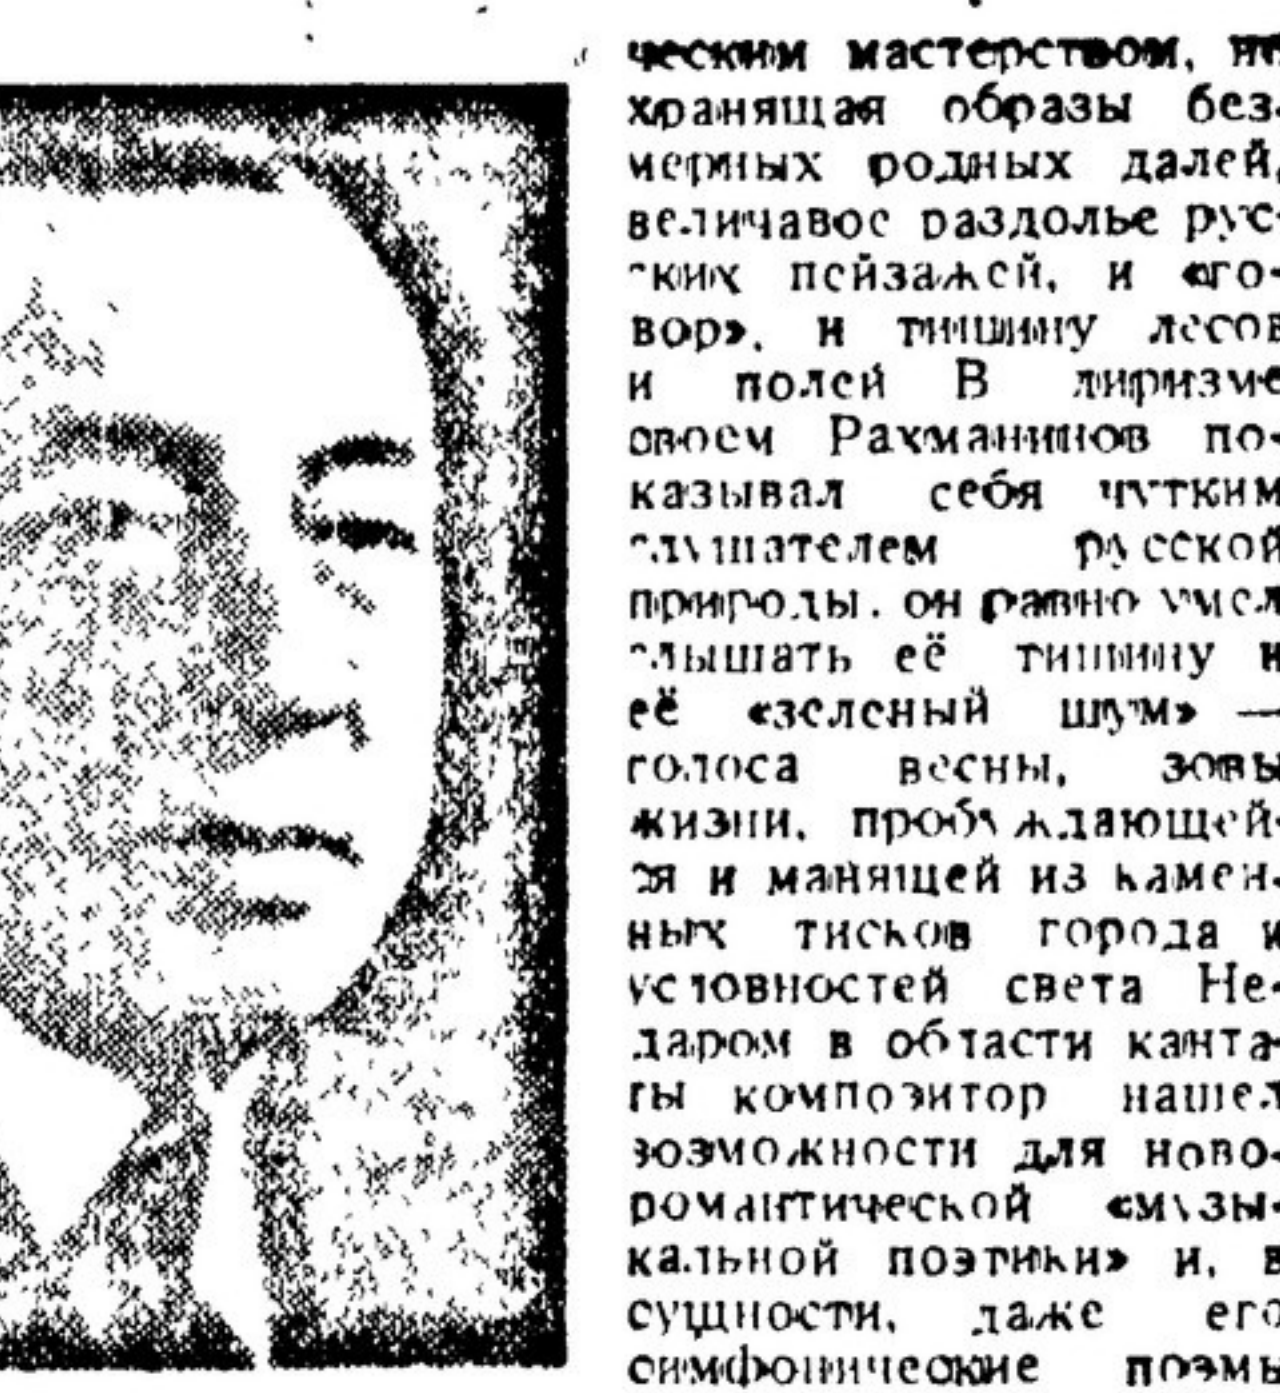 ческим мастерством, не
хранящая образы без-
мерных родных далей,
величавое раздолье рус-
ских пейзажей, и «го-
вор», и тишину лесов
и полей В лиризме
своем Рахманинов по-
казывал себя чутким
слушателем русской
природы. он равно умел
слышать её тишину и
её «зеленый шум» —
голоса весны, зовы
жизни, пробуждающей-
ся и манящей из камен-
ных тисков города и
условностей света Не-
даром в области канта-
ты композитор нашел
возможности для ново-
романтической «музы-
кальной поэтики» и, в
сущности, даже его
симфонические поэмы